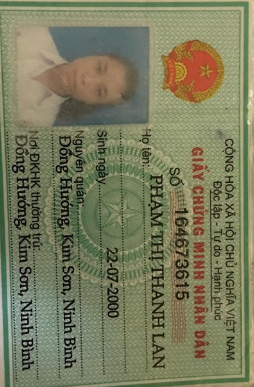 CỘNG HÒA XÃ HỘI CHỦ NGHĨA VIỆT NAM
Độc lập - Tự do - Hạnh phúc
GIẤY CHỨNG MINH NHÂN DÂN
SỐ 164673615
Họ tên: PHẠM THỊ THANH LAN
Sinh ngày 22-07-2000
Nguyên quán Đồng Hướng, Kim Sơn, Ninh Bình
Nơi ĐKHK thường trú Đồng Hướng, Kim Sơn, Ninh Bình